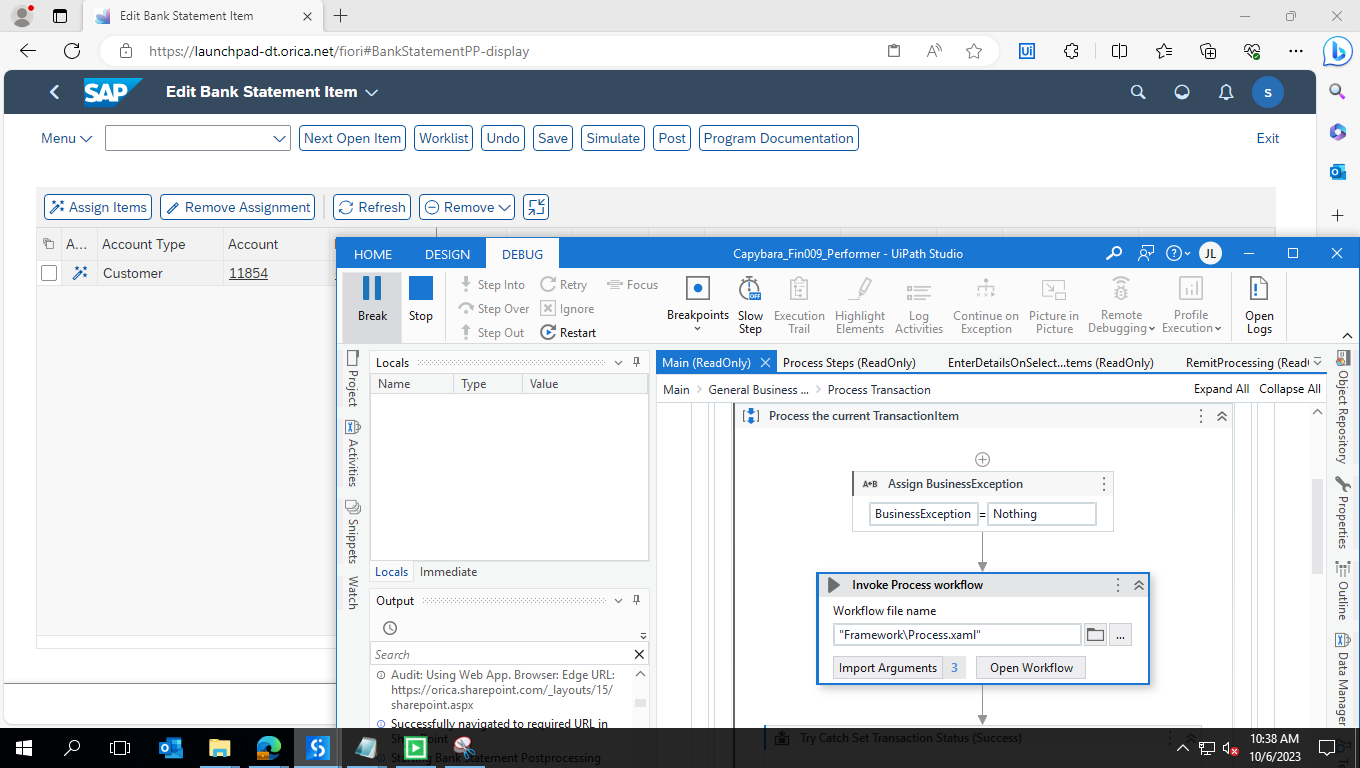 Edit Bank Statement Item
https://launchpad-dt.orica.net/fiori#BankStatementPP-display
SAP
Edit Bank Statement Item
S
Menu
Next Open Item
Worklist
Undo
Save
Simulate
Post
Program Documentation
Exit
Assign Items
Remove Assignment
Refresh
Remove
A...
Account Type
Account
Customer
11854
HOME
DESIGN
DEBUG
Capybara_Fin009_Performer - UiPath Studio
JL
Break
Stop
Step Into
Step Over
Step Out
Retry
Ignore
Restart
Focus
Breakpoints
Slow Step
Execution Trail
Highlight Elements
Log Activities
Continue on Exception
Picture in Picture
Remote Debugging
Profile Execution
Open Logs
Project
Activities
Snippets
Watch
Locals
Name
Type
Value
Locals
Immediate
Output
Search
Audit: Using Web App. Browser: Edge URL:
https://orica.sharepoint.com/_layouts/15/
sharepoint.aspx
Successfully navigated to required URL in
SharePoint
Starting Bank Statement Postprocessing
Main (ReadOnly)
Process Steps (ReadOnly)
EnterDetailsOnSelect...tems (ReadOnly)
RemitProcessing (Read
Main
General Business ...
Process Transaction
Expand All
Collapse All
Process the current TransactionItem
A*B
Assign BusinessException
BusinessException
=
Nothing
Invoke Process workflow
Workflow file name
"Framework\Process.xaml"
...
Import Arguments
3
Open Workflow
Try Catch Set Transaction Status (Success)
Object Repository
Properties
Outline
Data Manager
10:38 AM
10/6/2023